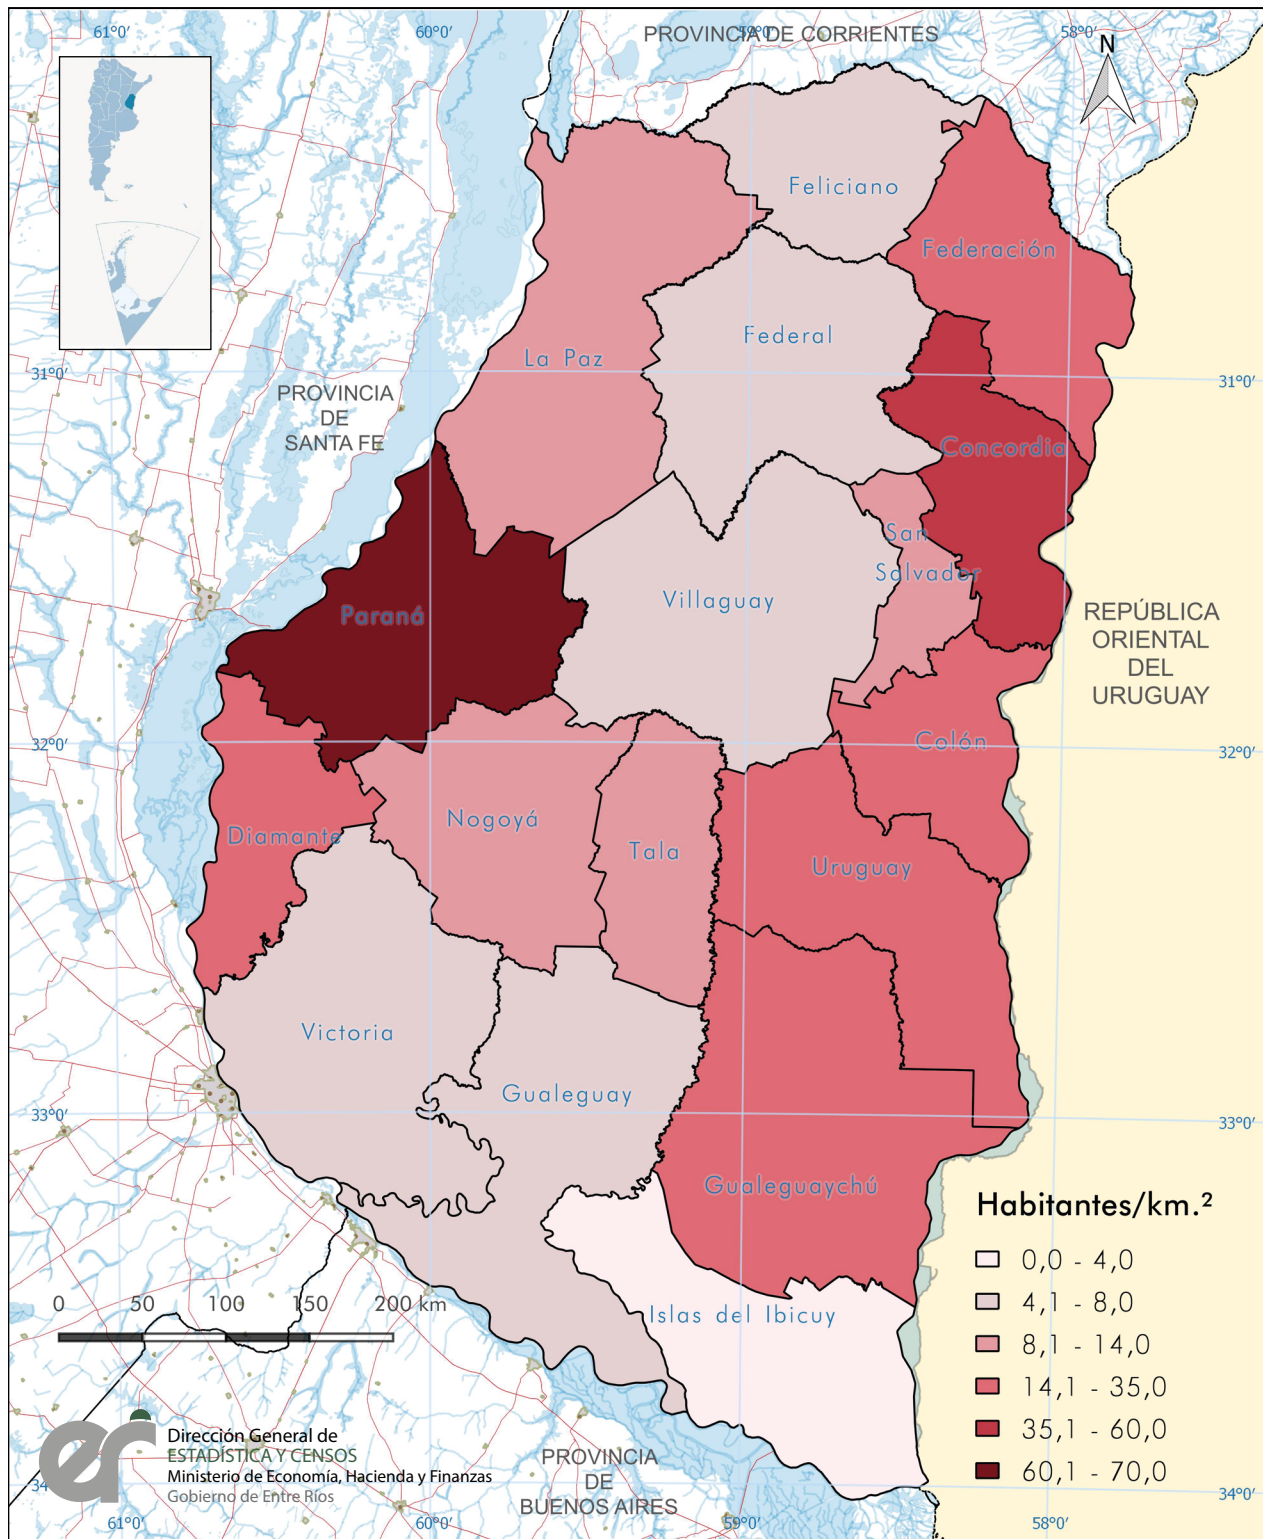 61°0′
60°0′
59°0′
58°0′
PROVINCIA DE CORRIENTES
N
Feliciano
Federación
Federal
La Paz
31°0′
31°0′
PROVINCIA
DE
SANTA FE
Concordia
San
Salvador
Villaguay
Paraná
REPÚBLICA
ORIENTAL
DEL
URUGUAY
32°0′
32°0′
Colón
Nogoyá
Diamante
Tala
Uruguay
Victoria
Gualeguay
33°0′
33°0′
Gualeguaychú
Habitantes/km.²
0,0 - 4,0
4,1 - 8,0
8,1 - 14,0
14,1 - 35,0
35,1 - 60,0
60,1 - 70,0
0 50 100 150 200 km
Islas del Ibicuy
er
Dirección General de
ESTADÍSTICA Y CENSOS
Ministerio de Economía, Hacienda y Finanzas
Gobierno de Entre Ríos
PROVINCIA
DE
BUENOS AIRES
34°0′
61°0′
60°0′
59°0′
58°0′